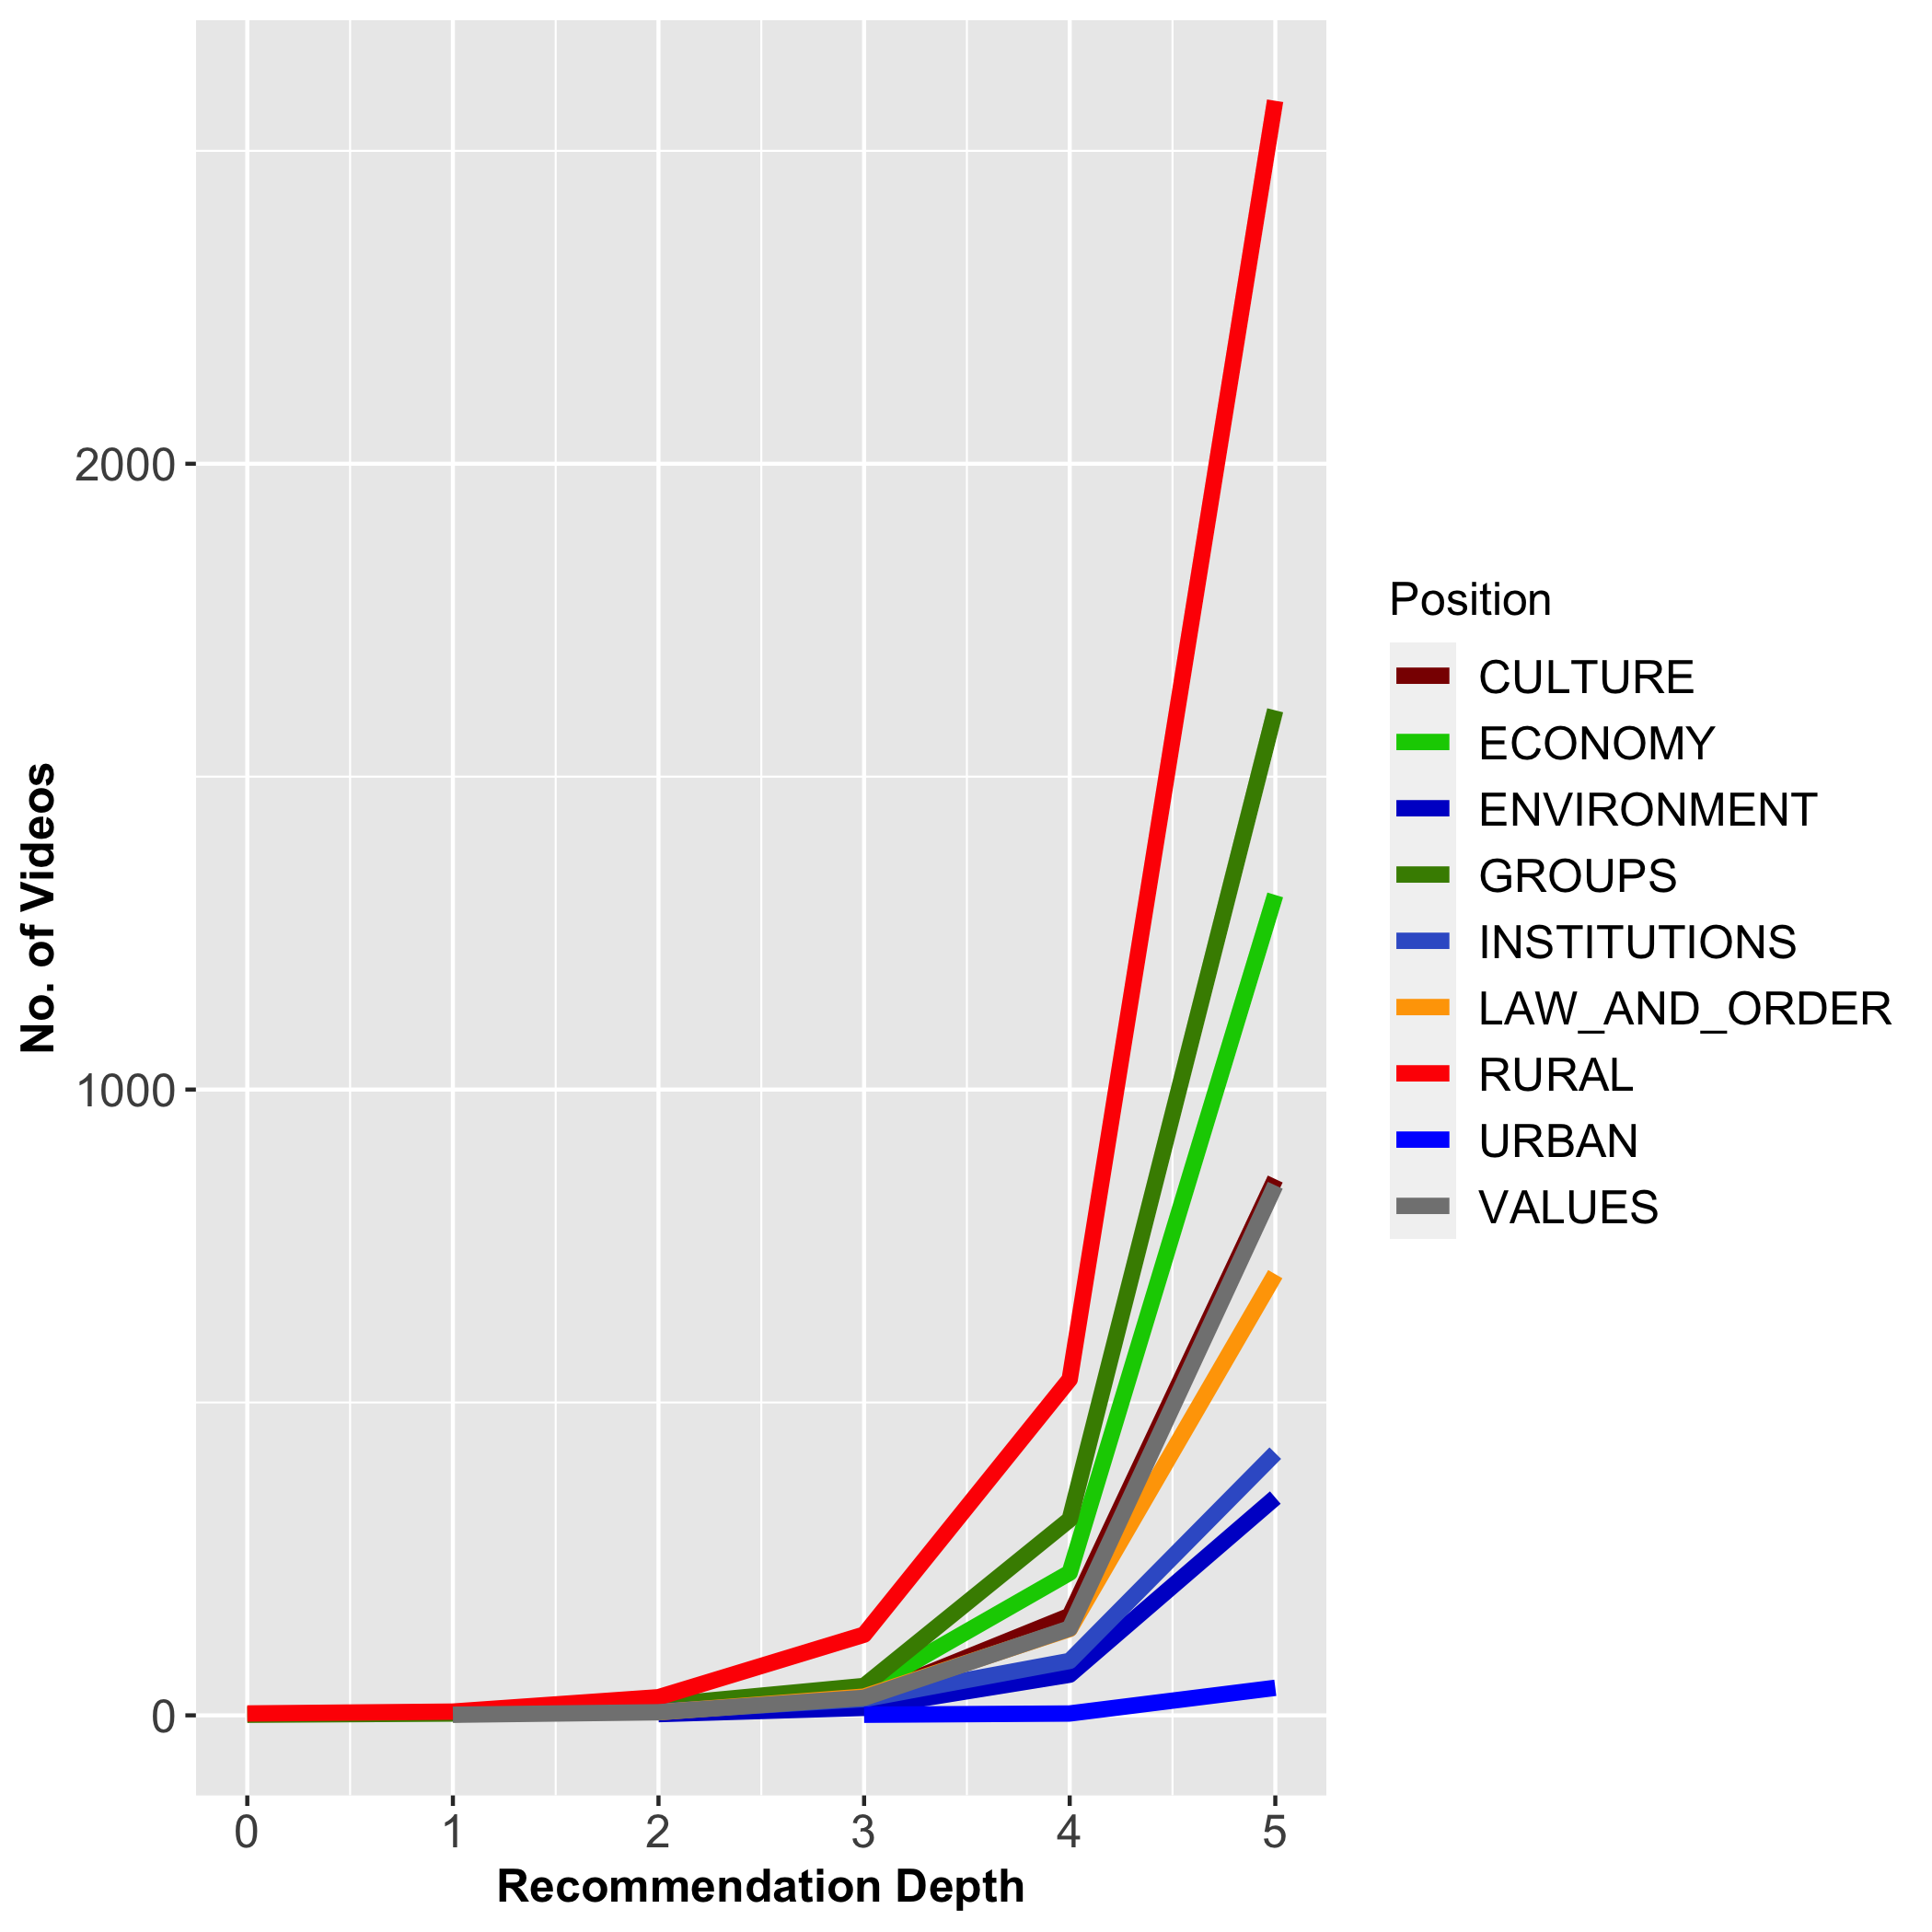 No. of Videos
2000
1000
0
0 1 2 3 4 5
Recommendation Depth
Position
CULTURE
ECONOMY
ENVIRONMENT
GROUPS
INSTITUTIONS
LAW_AND_ORDER
RURAL
URBAN
VALUES